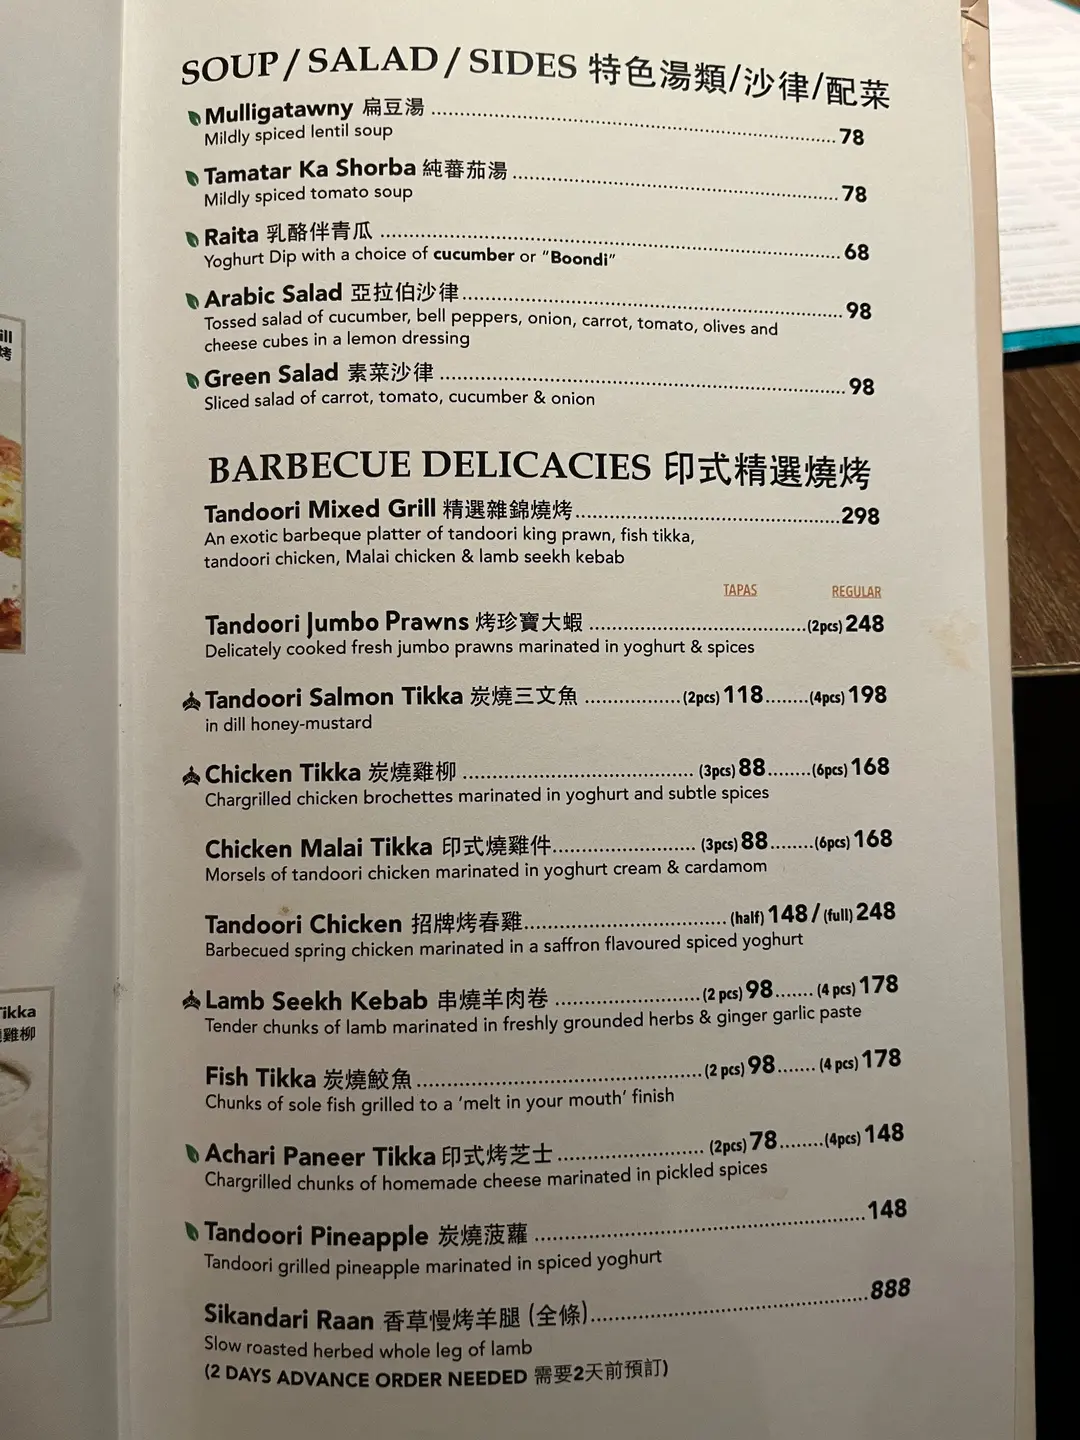 SOUP / SALAD / SIDES 特色湯類/沙律/配菜
Mulligatawny 扁豆湯 78
Mildly spiced lentil soup
Tamatar Ka Shorba 純蕃茄湯 78
Mildly spiced tomato soup
Raita 乳酪伴青瓜 68
Yoghurt Dip with a choice of cucumber or "Boondi"
Arabic Salad 亞拉伯沙律 98
Tossed salad of cucumber, bell peppers, onion, carrot, tomato, olives and
cheese cubes in a lemon dressing
Green Salad 素菜沙律 98
Sliced salad of carrot, tomato, cucumber & onion
BARBECUE DELICACIES 印式精選燒烤
Tandoori Mixed Grill 精選雜錦燒烤 298
An exotic barbeque platter of tandoori king prawn, fish tikka,
tandoori chicken, Malai chicken & lamb seekh kebab
TAPAS REGULAR
Tandoori Jumbo Prawns 烤珍寶大蝦 (2pcs) 248
Delicately cooked fresh jumbo prawns marinated in yoghurt & spices
Tandoori Salmon Tikka 炭燒三文魚 (2pcs) 118 (4pcs) 198
in dill honey-mustard
Chicken Tikka 炭燒雞柳 (3pcs) 88 (6pcs) 168
Chargrilled chicken brochettes marinated in yoghurt and subtle spices
Chicken Malai Tikka 印式燒雞件 (3pcs) 88 (6pcs) 168
Morsels of tandoori chicken marinated in yoghurt cream & cardamom
Tandoori Chicken 招牌烤春雞 (half) 148 / (full) 248
Barbecued spring chicken marinated in a saffron flavoured spiced yoghurt
Lamb Seekh Kebab 串燒羊肉卷 (2 pcs) 98 (4 pcs) 178
Tender chunks of lamb marinated in freshly grounded herbs & ginger garlic paste
Fish Tikka 炭燒鮫魚 (2 pcs) 98 (4 pcs) 178
Chunks of sole fish grilled to a 'melt in your mouth' finish
Achari Paneer Tikka 印式烤芝士 (2pcs) 78 (4pcs) 148
Chargrilled chunks of homemade cheese marinated in pickled spices
Tandoori Pineapple 炭燒菠蘿 148
Tandoori grilled pineapple marinated in spiced yoghurt
Sikandari Raan 香草慢烤羊腿 (全條) 888
Slow roasted herbed whole leg of lamb
(2 DAYS ADVANCE ORDER NEEDED 需要2天前預訂)
ill
烤
Tikka
雞柳